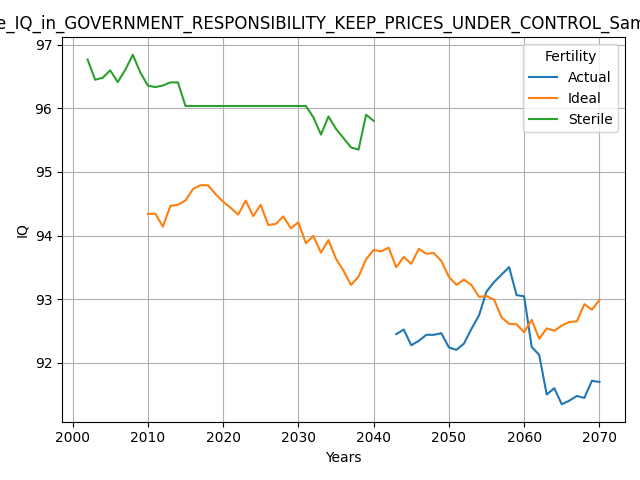 e_IQ_in_GOVERNMENT_RESPONSIBILITY_KEEP_PRICES_UNDER_CONTROL_Sam
97
96
95
94
93
92
IQ
Fertility
Actual
Ideal
Sterile
2000 2010 2020 2030 2040 2050 2060 2070
Years